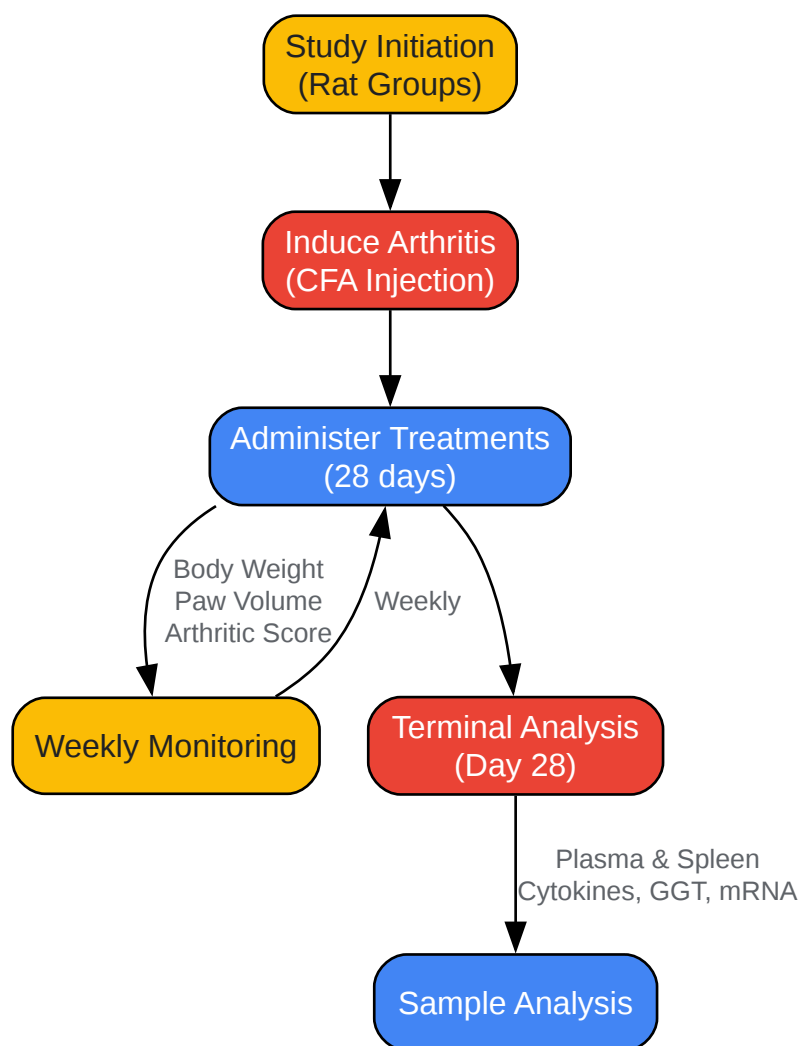 Study Initiation
(Rat Groups)
Induce Arthritis
(CFA Injection)
Administer Treatments
(28 days)
Body Weight
Paw Volume
Arthritic Score
Weekly
Weekly Monitoring
Terminal Analysis
(Day 28)
Plasma & Spleen
Cytokines, GGT, mRNA
Sample Analysis